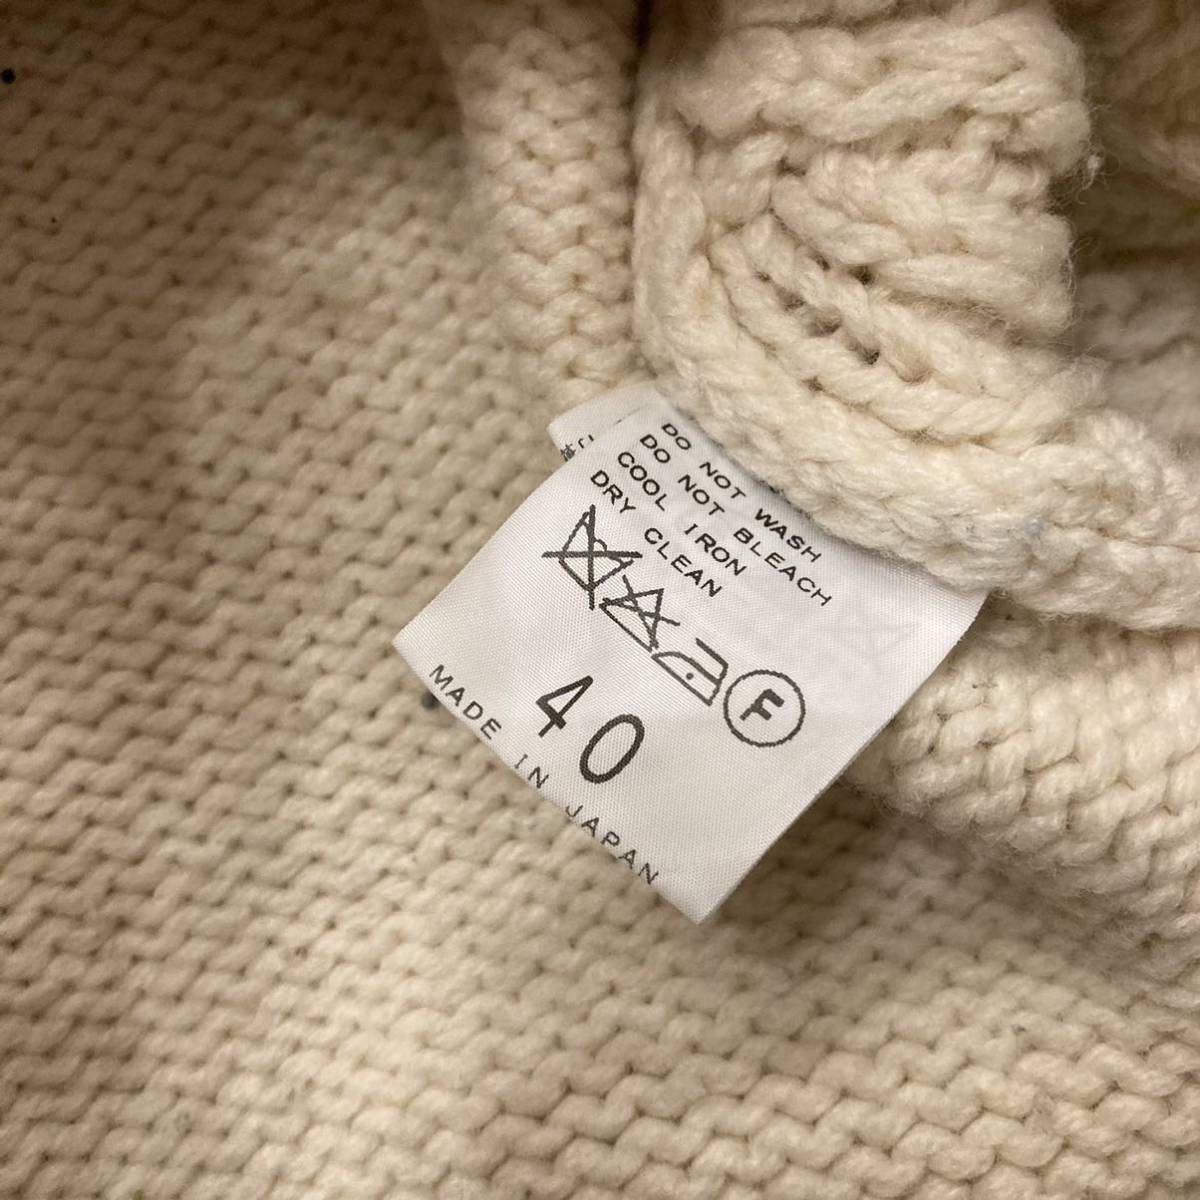 DO NOT WASH
DO NOT BLEACH
COOL IRON
DRY CLEAN
F
40
MADE IN JAPAN